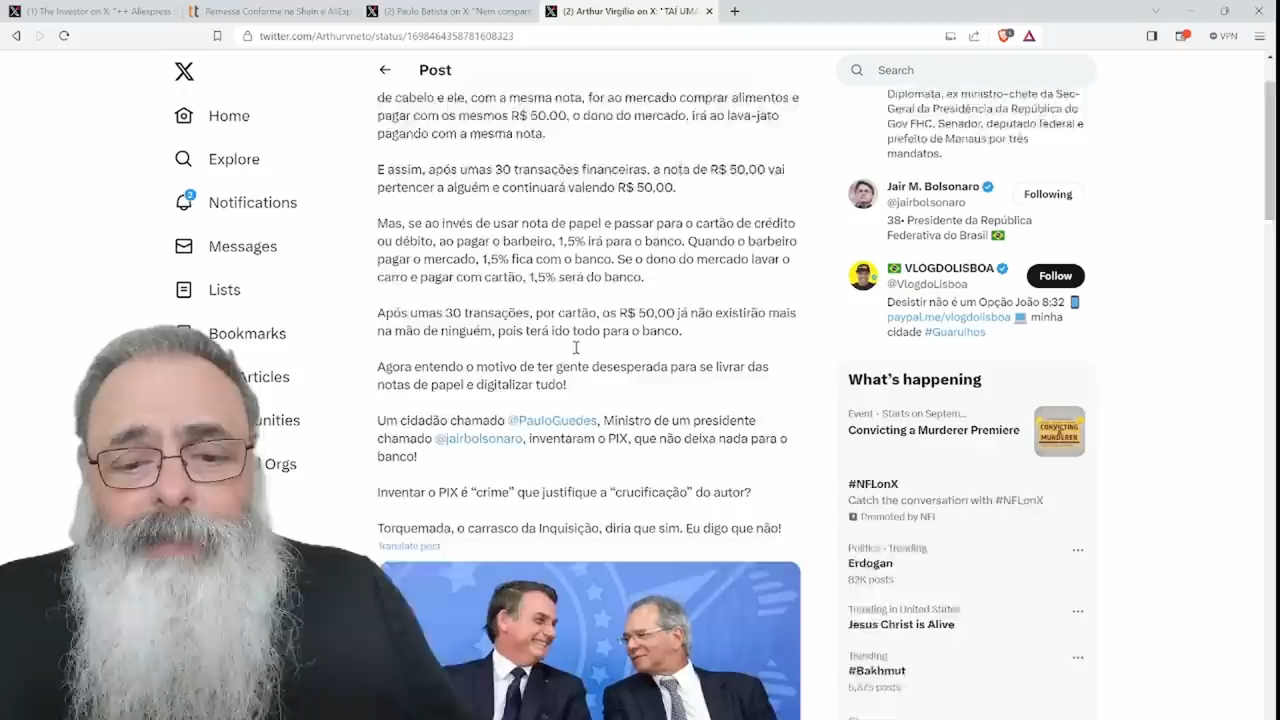 (1) The Investor on X: "++ Aliexpress
Remessa Conforme na Shein e AliExp
(2) Paulo Batista on X: "Nem compart
(2) Arthur Virgílio on X: "TAÍ UMA
twitter.com/Arthurvneto/status/1698464358781608323
VPN
Home
Explore
2
Notifications
Messages
Lists
Bookmarks
Articles
unities
Orgs
Post
de cabelo e ele, com a mesma nota, for ao mercado comprar alimentos e
pagar com os mesmos R$ 50.00, o dono do mercado, irá ao lava-jato
pagando com a mesma nota.
E assim, após umas 30 transações financeiras, a nota de R$ 50,00 vai
pertencer a alguém e continuará valendo R$ 50,00.
Mas, se ao invés de usar nota de papel e passar para o cartão de crédito
ou débito, ao pagar o barbeiro, 1,5% irá para o banco. Quando o barbeiro
pagar o mercado, 1,5% fica com o banco. Se o dono do mercado lavar o
carro e pagar com cartão, 1,5% será do banco.
Após umas 30 transações, por cartão, os R$ 50,00 já não existirão mais
na mão de ninguém, pois terá ido todo para o banco.
Agora entendo o motivo de ter gente desesperada para se livrar das
notas de papel e digitalizar tudo!
Um cidadão chamado @PauloGuedes, Ministro de um presidente
chamado @jairbolsonaro, inventaram o PIX, que não deixa nada para o
banco!
Inventar o PIX é “crime” que justifique a “crucificação” do autor?
Torquemada, o carrasco da Inquisição, diria que sim. Eu digo que não!
Translate post
Search
Diplomata, ex ministro-chefe da Sec-
Geral da Presidência da República do
Gov FHC, Senador, deputado federal e
prefeito de Manaus por três
mandatos.
Jair M. Bolsonaro
@jairbolsonaro
Following
38• Presidente da República
Federativa do Brasil
VLOGDOLISBOA
@VlogdoLisboa
Follow
Desistir não é um Opção João 8:32
paypal.me/vlogdolisboa minha
cidade #Guarulhos
What’s happening
Event · Starts on Septem...
Convicting a Murderer Premiere
CONVICTING A MURDERER
#NFLonX
Catch the conversation with #NFLonX
Promoted by NFL
Politics · Trending
Erdogan
82K posts
Trending in United States
Jesus Christ is Alive
Trending
#Bakhmut
5,825 posts